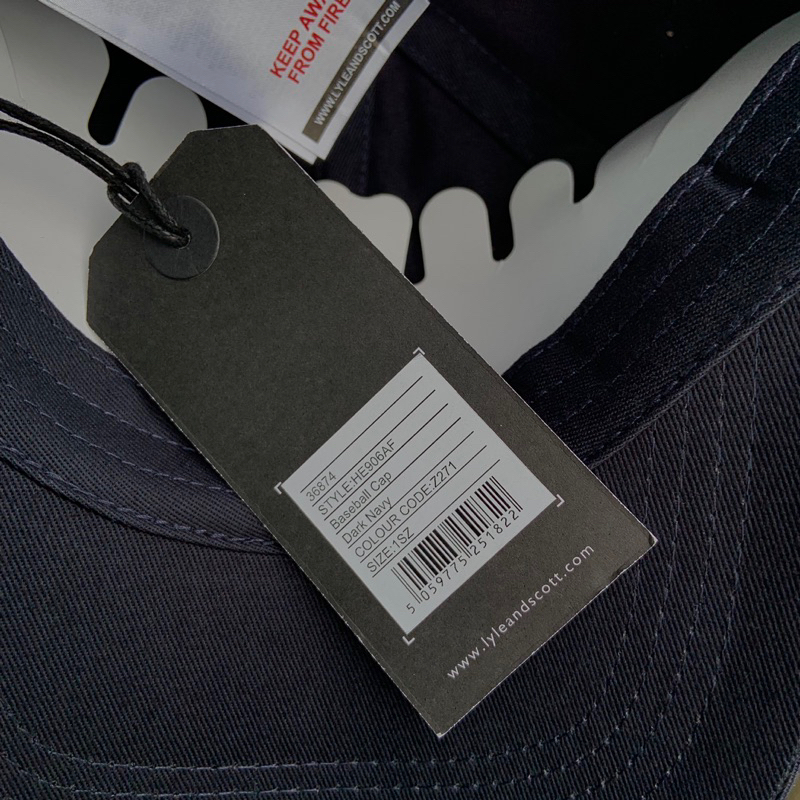 KEEP AWAY
FROM FIRE
WWW.LYLEANDSCOTT.COM
36874
STYLE:HE906AF
Baseball Cap
Dark Navy
COLOUR CODE:Z271
SIZE:1SZ
5 059775 251822
www.lyleandscott.com